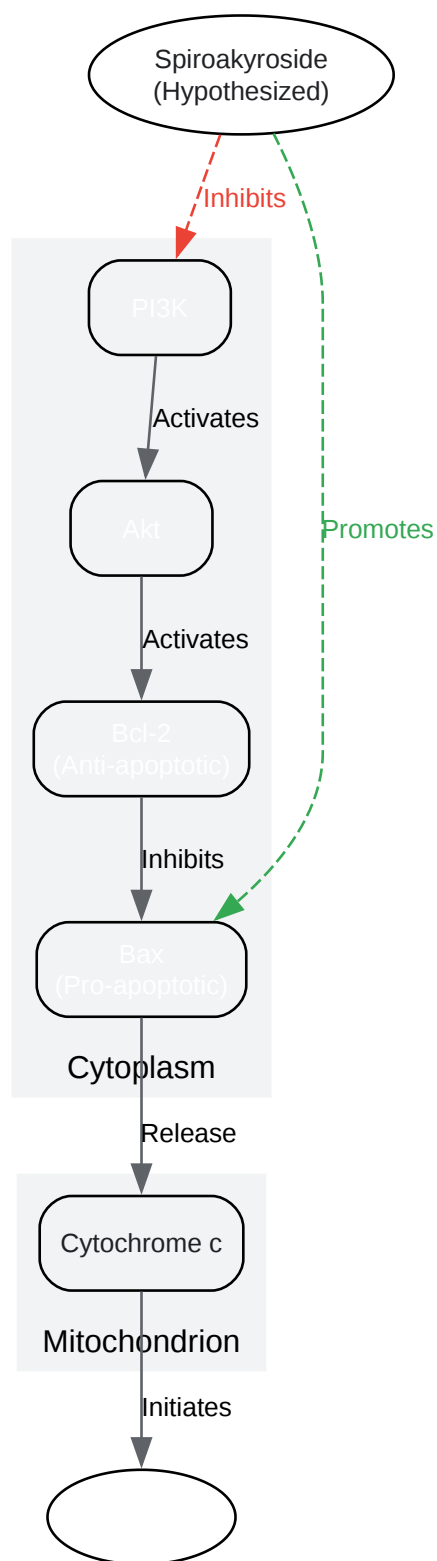 Spiroakyroside
(Hypothesized)
Inhibits
PI3K
Activates
Akt
Promotes
Activates
Bcl-2
(Anti-apoptotic)
Inhibits
Bax
(Pro-apoptotic)
Cytoplasm
Release
Cytochrome c
Mitochondrion
Initiates